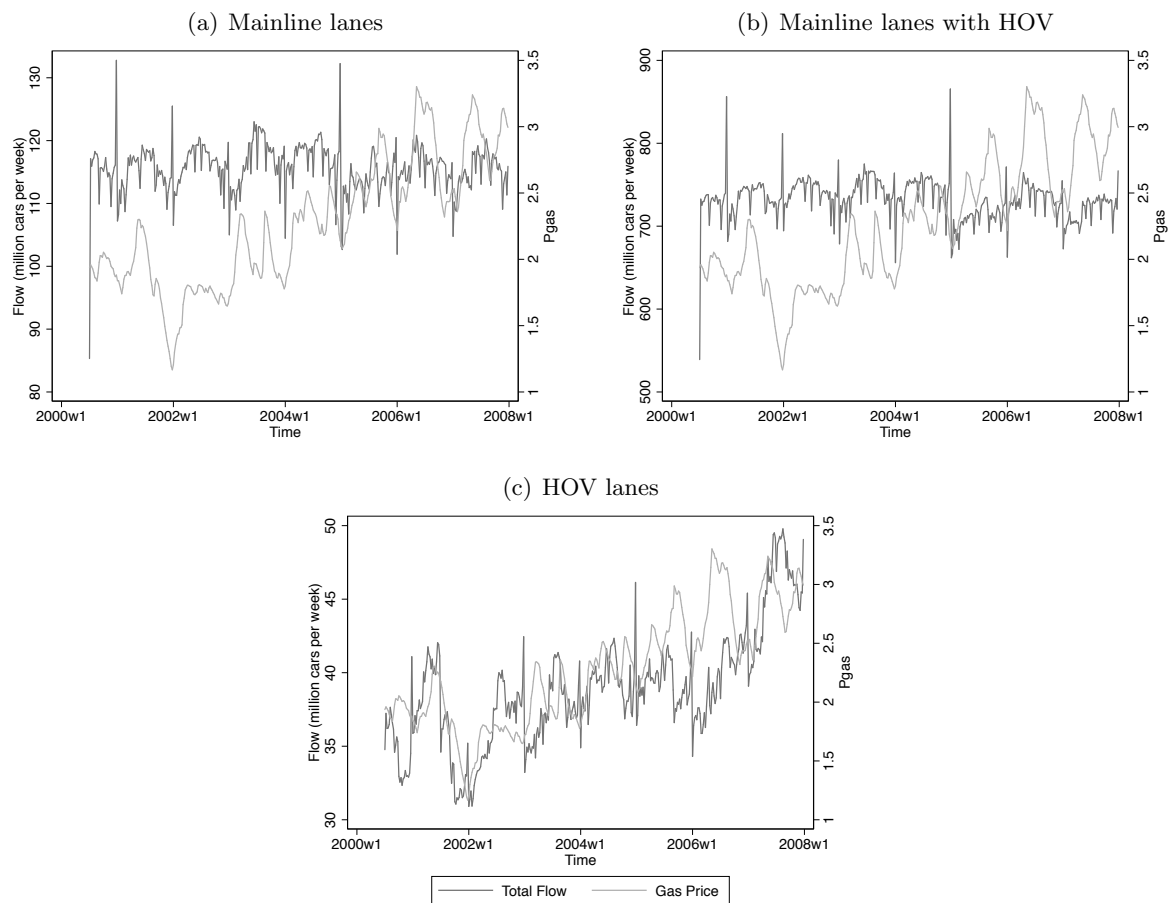 (a) Mainline lanes
Flow (million cars per week)
130
120
110
100
90
80
3.5
3
2.5
2
1.5
1
Pgas
2000w1 2002w1 2004w1 2006w1 2008w1
Time
(b) Mainline lanes with HOV
Flow (million cars per week)
900
800
700
600
500
3.5
3
2.5
2
1.5
1
Pgas
2000w1 2002w1 2004w1 2006w1 2008w1
Time
(c) HOV lanes
Flow (million cars per week)
50
45
40
35
30
3.5
3
2.5
2
1.5
1
Pgas
2000w1 2002w1 2004w1 2006w1 2008w1
Time
Total Flow Gas Price